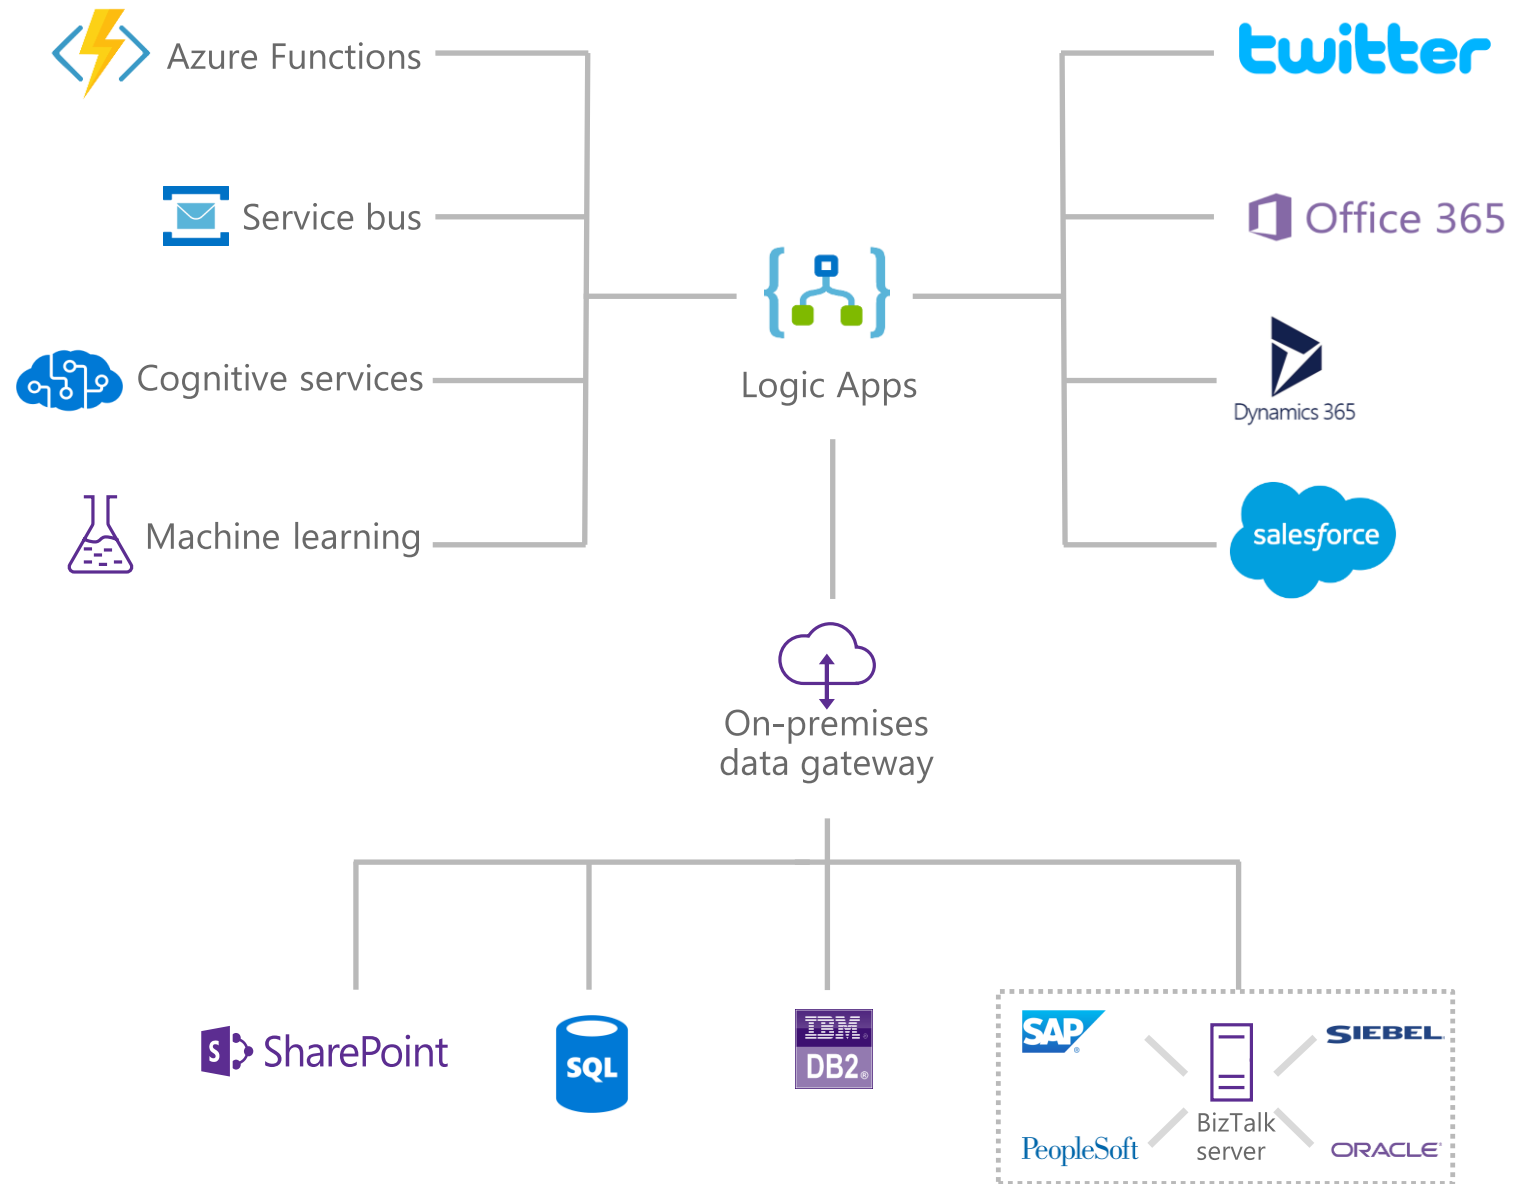 Azure Functions
twitter
Service bus
Office 365
Cognitive services
Logic Apps
Dynamics 365
Machine learning
salesforce
On-premises
data gateway
S SharePoint
SQL
IBM®
DB2®
SAP®
SIEBEL
BizTalk
server
PeopleSoft
ORACLE